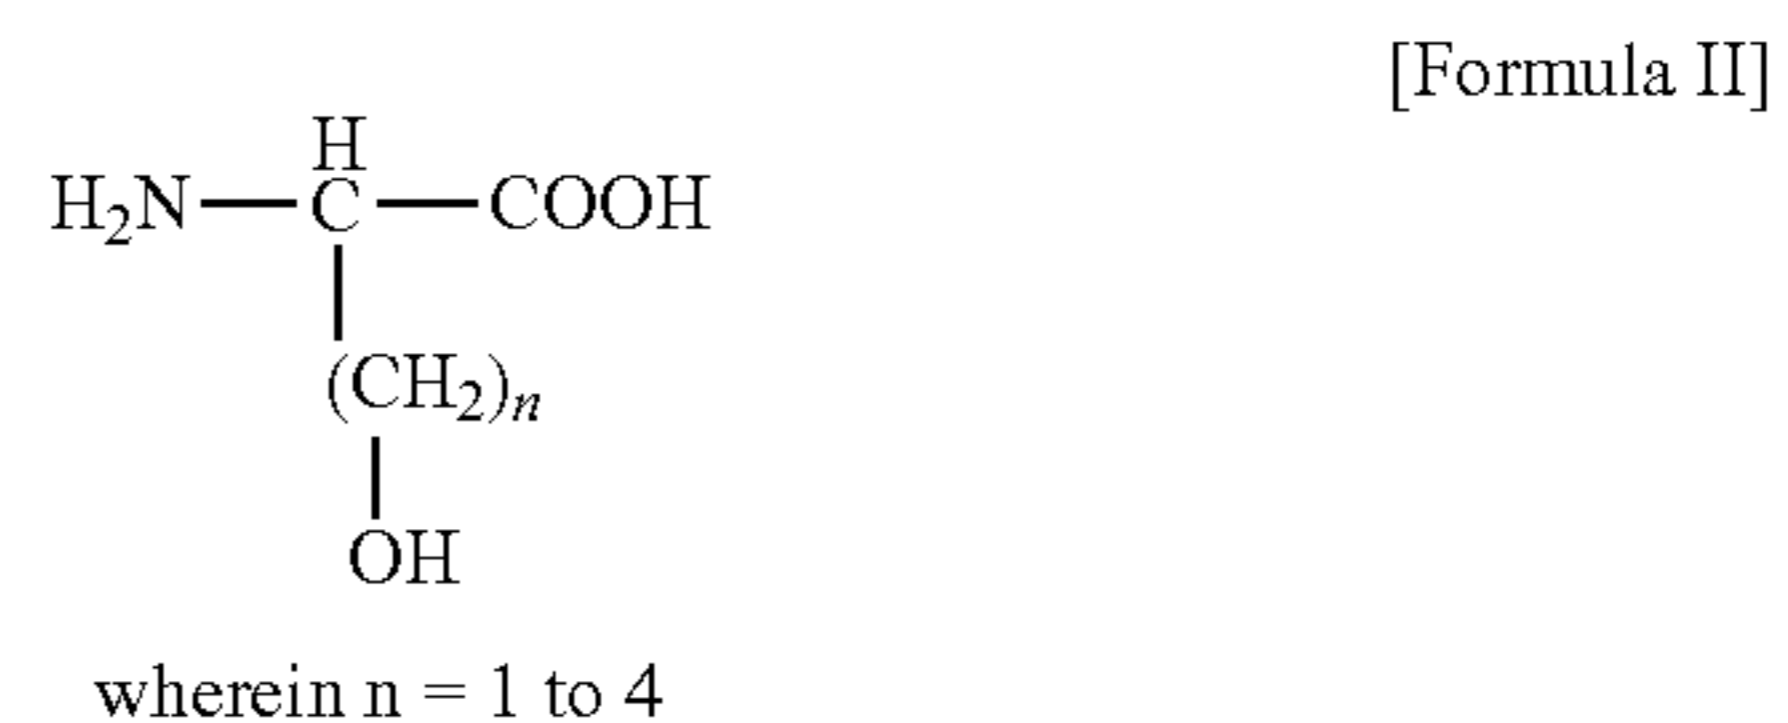 [Formula II]
H
H₂N—C—COOH
(CH₂)ₙ
OH
wherein n = 1 to 4